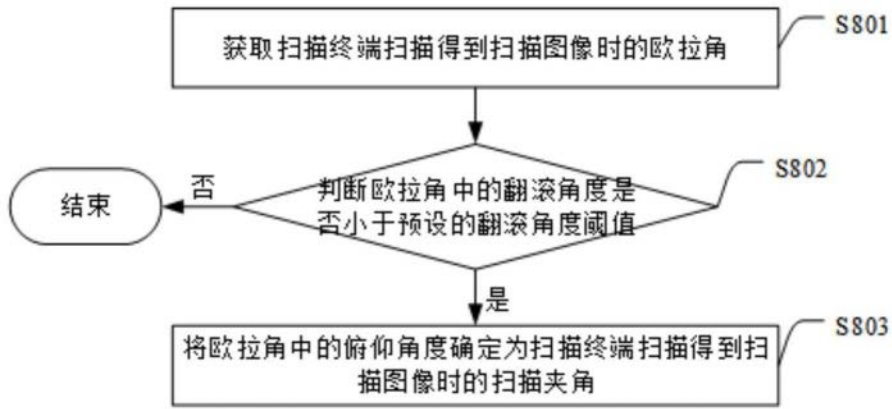 获取扫描终端扫描得到扫描图像时的欧拉角
S801
判断欧拉角中的翻滚角度是
否小于预设的翻滚角度阈值
S802
否
结束
是
将欧拉角中的俯仰角度确定为扫描终端扫描得到扫
描图像时的扫描夹角
S803